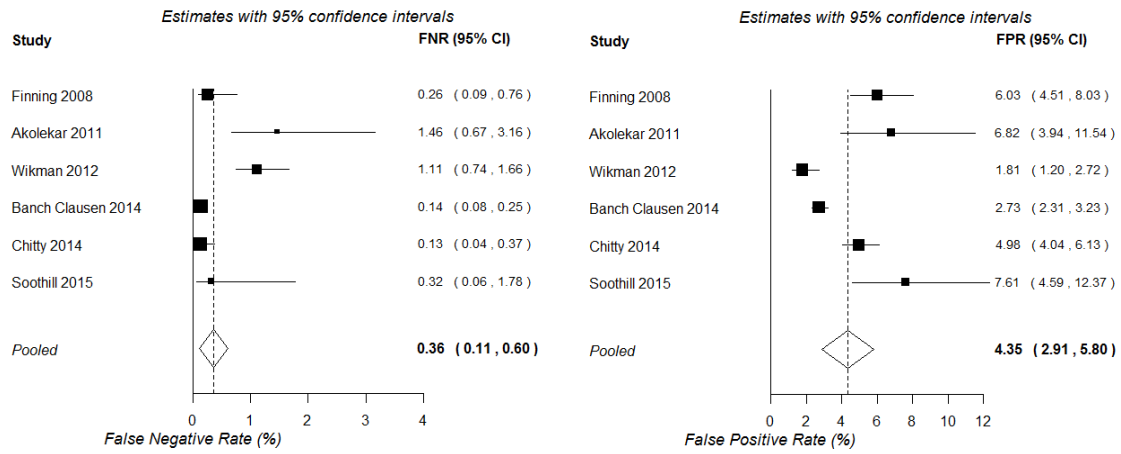 Estimates with 95% confidence intervals
Study FNR (95% CI)
Finning 2008 0.26 ( 0.09 , 0.76 )
Akolekar 2011 1.46 ( 0.67 , 3.16 )
Wikman 2012 1.11 ( 0.74 , 1.66 )
Banch Clausen 2014 0.14 ( 0.08 , 0.25 )
Chitty 2014 0.13 ( 0.04 , 0.37 )
Soothill 2015 0.32 ( 0.06 , 1.78 )
Pooled 0.36 ( 0.11 , 0.60 )
0 1 2 3 4
False Negative Rate (%)
Estimates with 95% confidence intervals
Study FPR (95% CI)
Finning 2008 6.03 ( 4.51 , 8.03 )
Akolekar 2011 6.82 ( 3.94 , 11.54 )
Wikman 2012 1.81 ( 1.20 , 2.72 )
Banch Clausen 2014 2.73 ( 2.31 , 3.23 )
Chitty 2014 4.98 ( 4.04 , 6.13 )
Soothill 2015 7.61 ( 4.59 , 12.37 )
Pooled 4.35 ( 2.91 , 5.80 )
0 2 4 6 8 10 12
False Positive Rate (%)